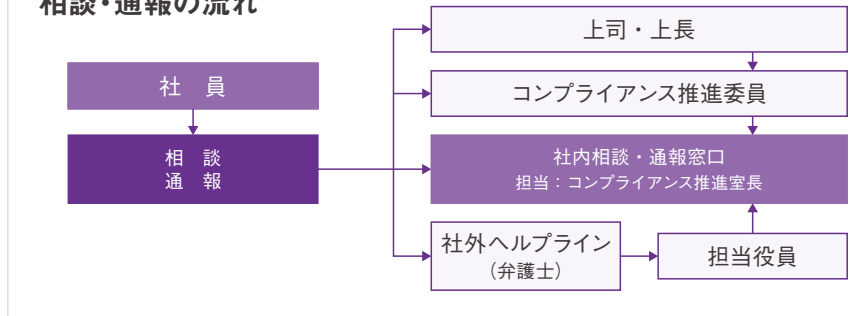 相談・通報の流れ
上司・上長
社 員
コンプライアンス推進委員
相 談
通 報
社内相談・通報窓口
担当：コンプライアンス推進室長
社外ヘルプライン
（弁護士）
担当役員